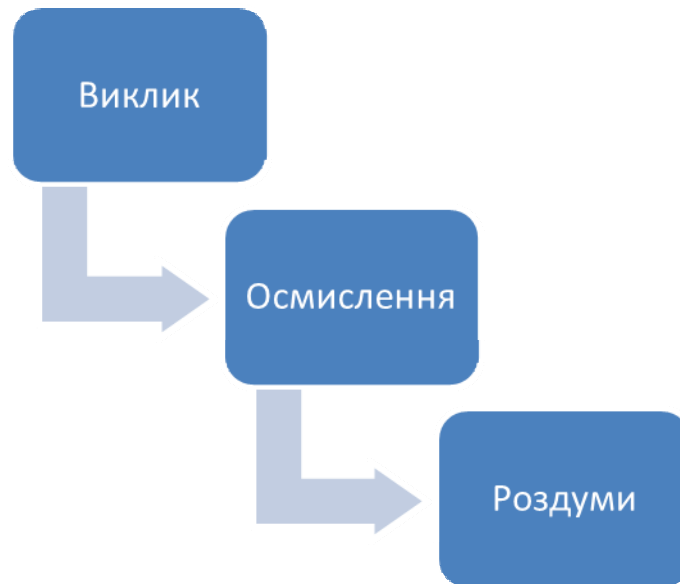 Виклик
Осмислення
Роздуми